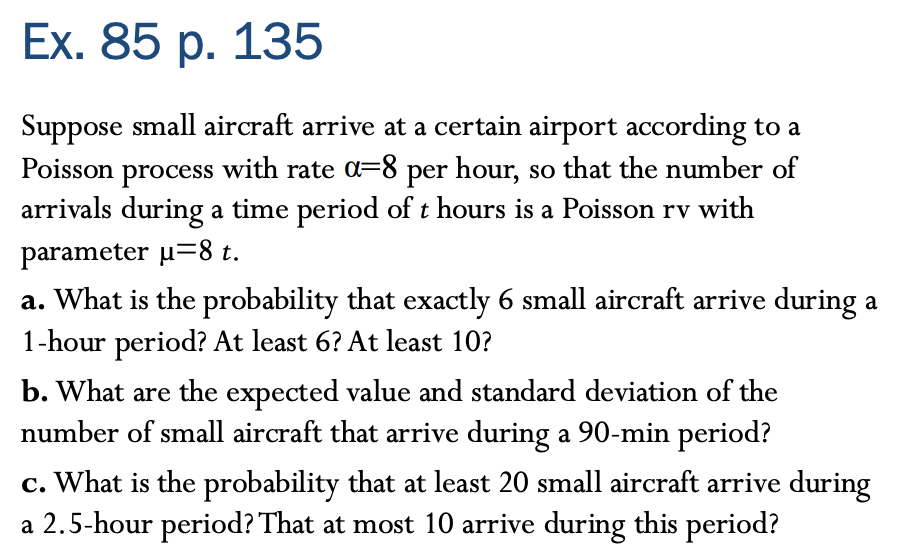 Ex. 85 p. 135
Suppose small aircraft arrive at a certain airport according to a
Poisson process with rate α=8 per hour, so that the number of
arrivals during a time period of t hours is a Poisson rv with
parameter μ=8 t.
a. What is the probability that exactly 6 small aircraft arrive during a
1-hour period? At least 6? At least 10?
b. What are the expected value and standard deviation of the
number of small aircraft that arrive during a 90-min period?
c. What is the probability that at least 20 small aircraft arrive during
a 2.5-hour period? That at most 10 arrive during this period?